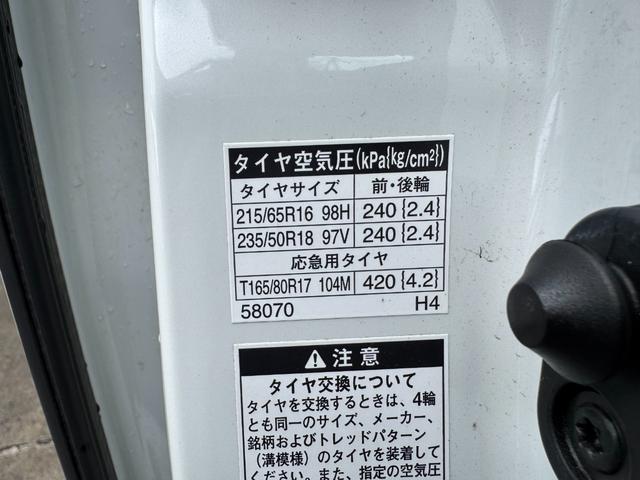 タイヤ空気圧(kPa{kg/cm²})
タイヤサイズ 前・後輪
215/65R16 98H 240{2.4}
235/50R18 97V 240{2.4}
応急用タイヤ
T165/80R17 104M 420{4.2}
58070 H4
⚠注意
タイヤ交換について
タイヤを交換するときは、4輪
とも同一のサイズ、メーカー、
銘柄およびトレッドパターン
(溝模様)のタイヤを装着して
ください。また、指定の空気圧